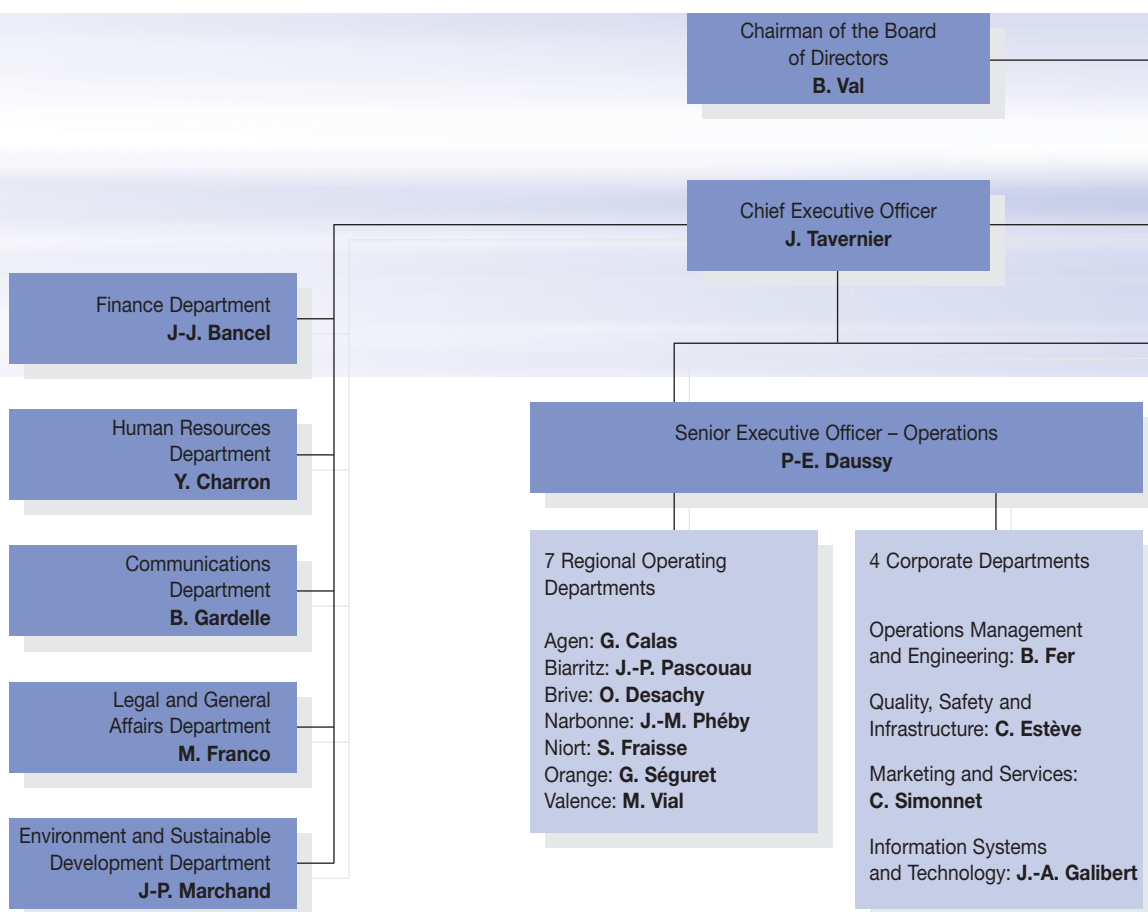 Chairman of the Board
of Directors
B. Val
Chief Executive Officer
J. Tavernier
Finance Department
J-J. Bancel
Human Resources
Department
Y. Charron
Communications
Department
B. Gardelle
Legal and General
Affairs Department
M. Franco
Environment and Sustainable
Development Department
J-P. Marchand
Senior Executive Officer – Operations
P-E. Daussy
7 Regional Operating
Departments
Agen: G. Calas
Biarritz: J.-P. Pascouau
Brive: O. Desachy
Narbonne: J.-M. Phéby
Niort: S. Fraisse
Orange: G. Séguret
Valence: M. Vial
4 Corporate Departments
Operations Management
and Engineering: B. Fer
Quality, Safety and
Infrastructure: C. Estève
Marketing and Services:
C. Simonnet
Information Systems
and Technology: J.-A. Galibert